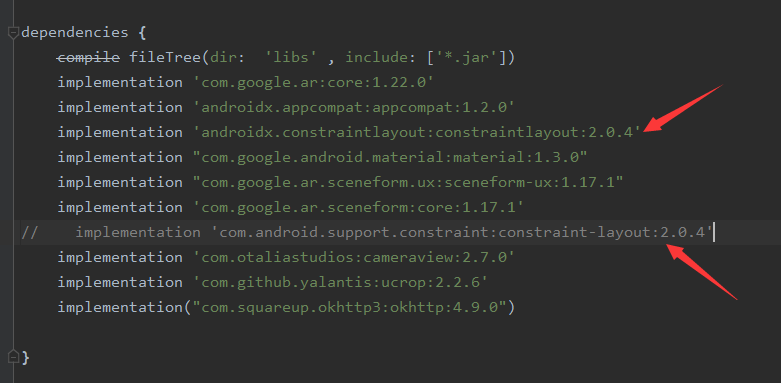 dependencies {
    compile fileTree(dir:  'libs' , include: ['*.jar'])
    implementation 'com.google.ar:core:1.22.0'
    implementation 'androidx.appcompat:appcompat:1.2.0'
    implementation 'androidx.constraintlayout:constraintlayout:2.0.4'
    implementation "com.google.android.material:material:1.3.0"
    implementation "com.google.ar.sceneform.ux:sceneform-ux:1.17.1"
    implementation 'com.google.ar.sceneform:core:1.17.1'
//    implementation 'com.android.support.constraint:constraint-layout:2.0.4'
    implementation 'com.otaliastudios:cameraview:2.7.0'
    implementation 'com.github.yalantis:ucrop:2.2.6'
    implementation("com.squareup.okhttp3:okhttp:4.9.0")
}